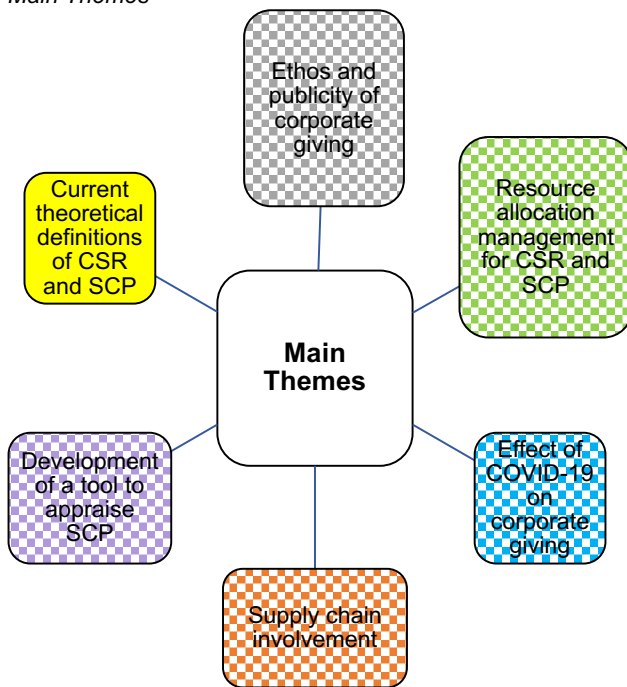 Main Themes
Ethos and
publicity of
corporate
giving
Current
theoretical
definitions
of CSR
and SCP
Resource
allocation
management
for CSR and
SCP
Main
Themes
Development
of a tool to
appraise
SCP
Effect of
COVID-19
on
corporate
giving
Supply chain
involvement